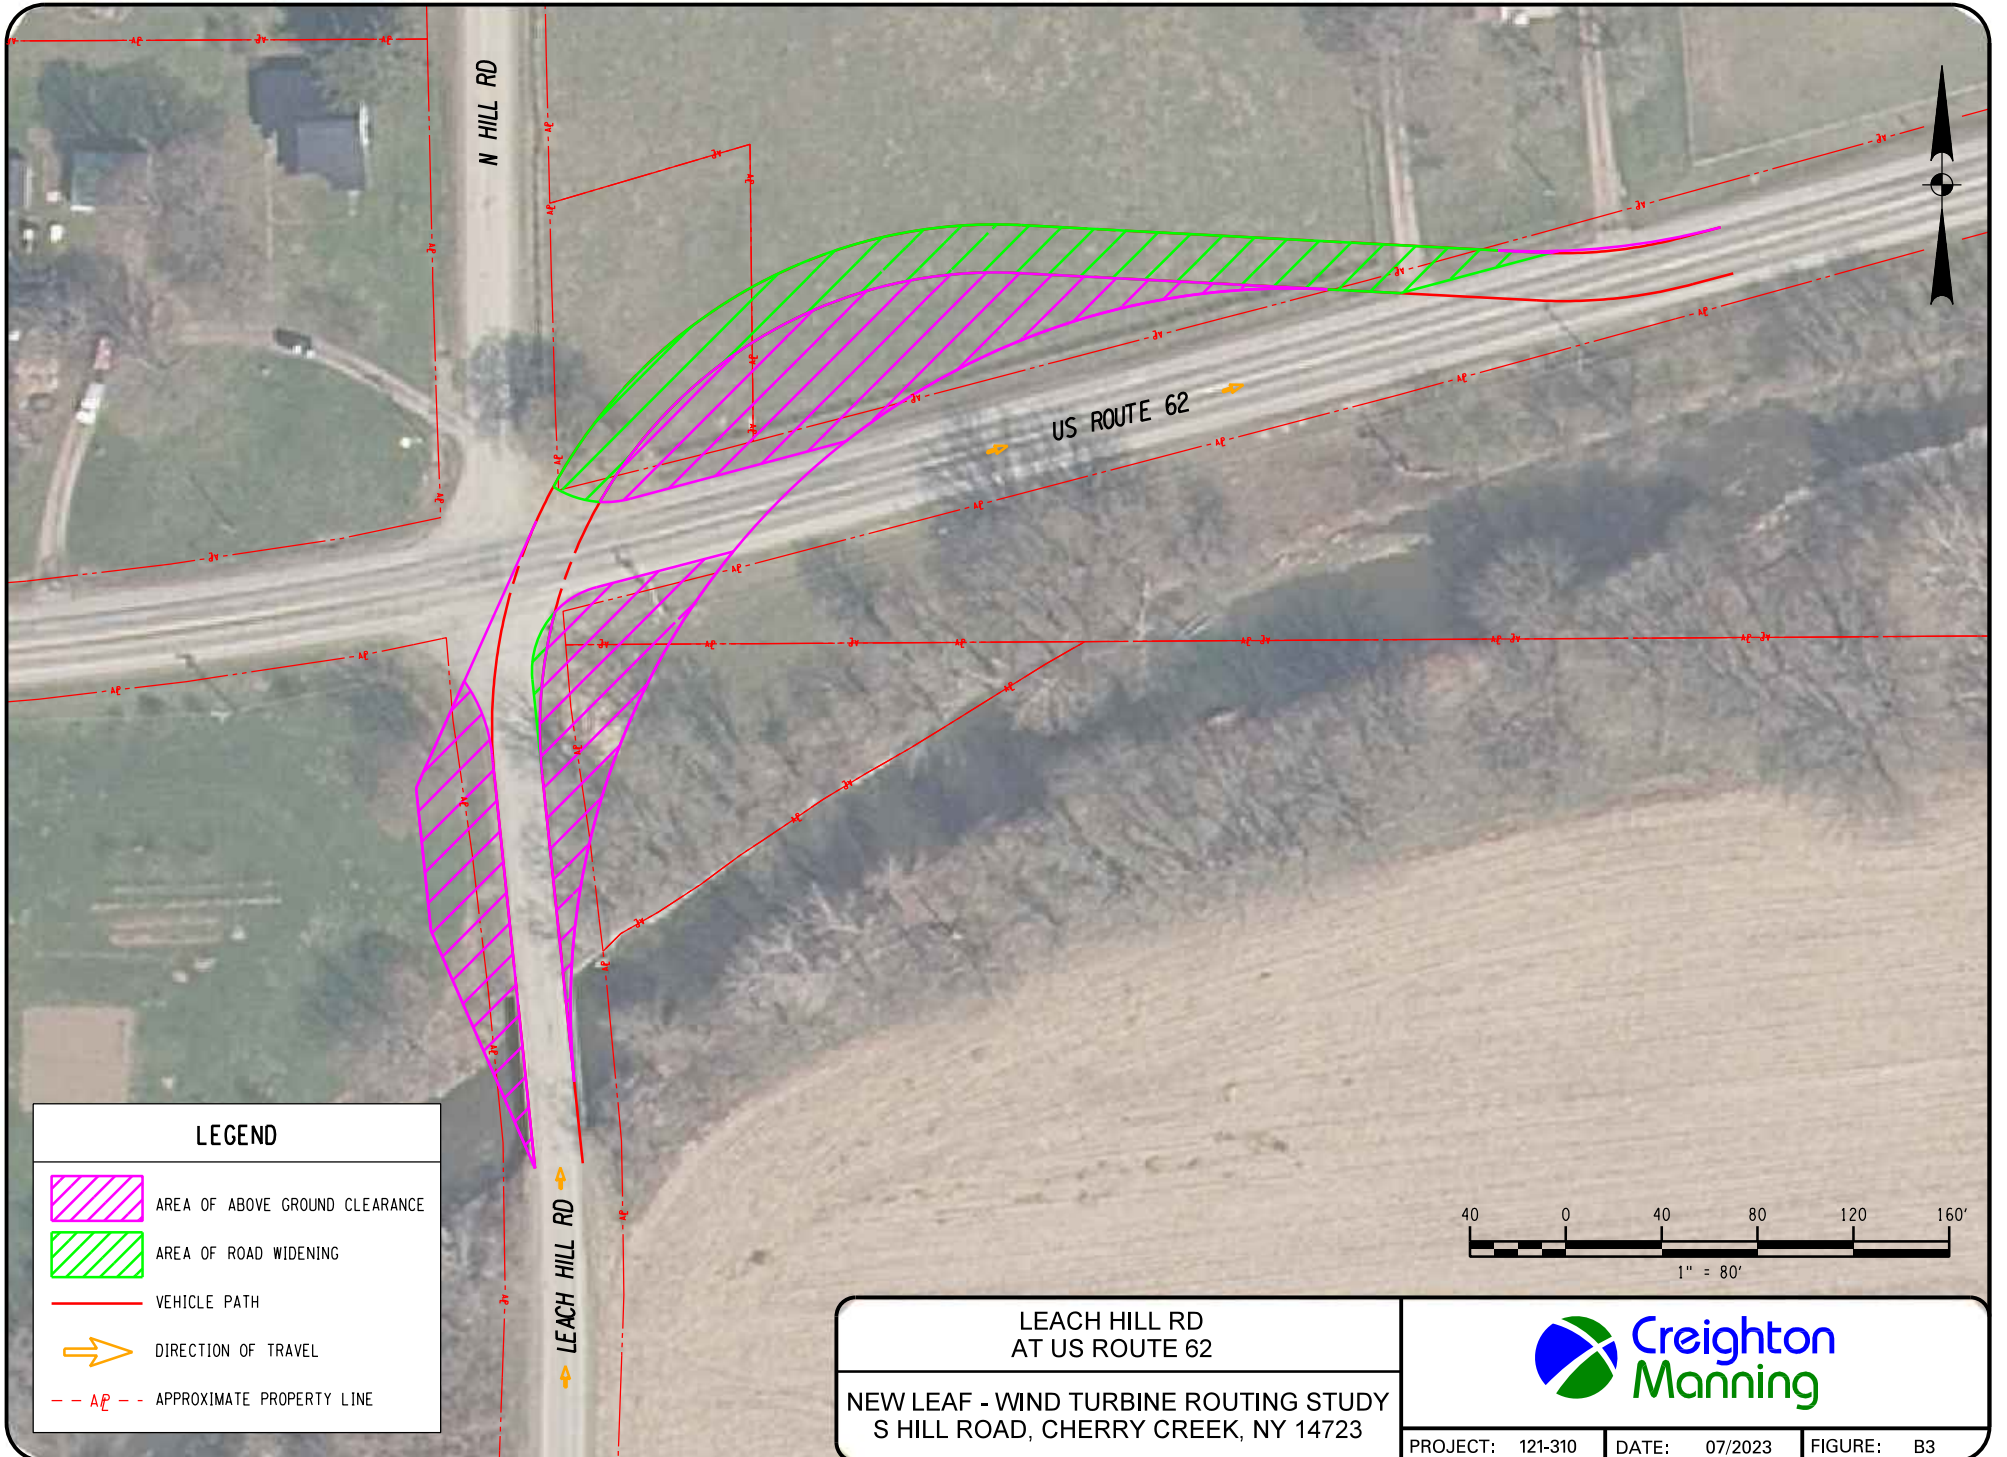 N HILL RD
US ROUTE 62
LEACH HILL RD
LEGEND
AREA OF ABOVE GROUND CLEARANCE
AREA OF ROAD WIDENING
VEHICLE PATH
DIRECTION OF TRAVEL
APPROXIMATE PROPERTY LINE
40 0 40 80 120 160'
1" = 80'
LEACH HILL RD
AT US ROUTE 62
NEW LEAF - WIND TURBINE ROUTING STUDY
S HILL ROAD, CHERRY CREEK, NY 14723
Creighton
Manning
PROJECT: 121-310 DATE: 07/2023 FIGURE: B3